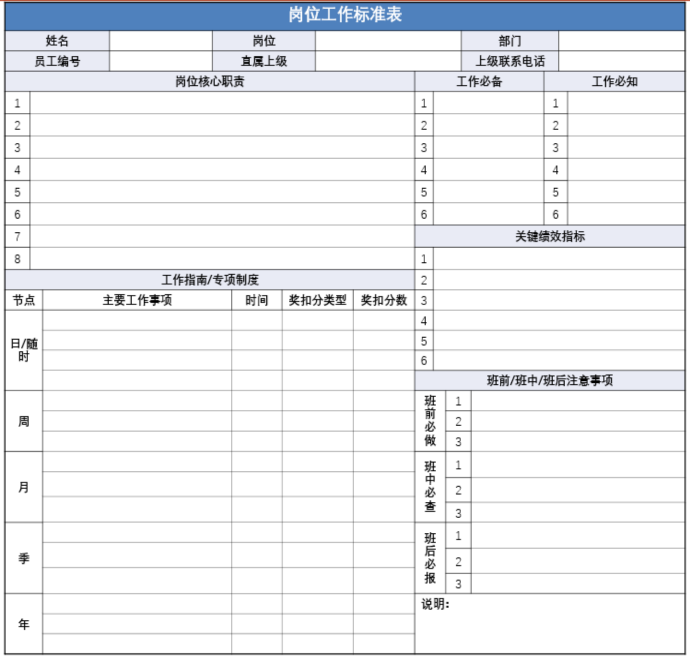 岗位工作标准表
姓名 岗位 部门
员工编号 直属上级 上级联系电话
岗位核心职责 工作必备 工作必知
1 1 1
2 2 2
3 3 3
4 4 4
5 5 5
6 6 6
7 关键绩效指标
8 1
工作指南/专项制度 2
节点 主要工作事项 时间 奖扣分类型 奖扣分数 3
4
日/随时
5
6
班前/班中/班后注意事项
周
班前必做
1
2
3
月
班中必查
1
2
3
季
班后必报
1
2
3
年
说明：